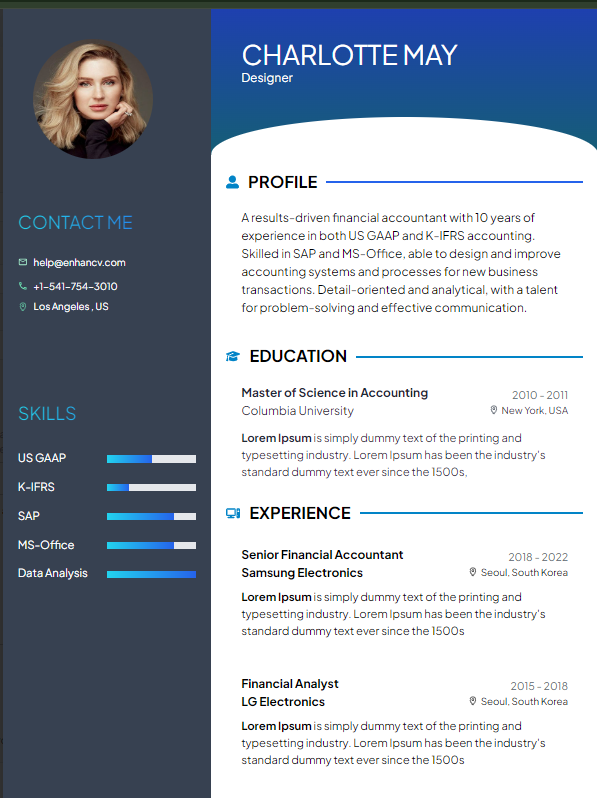 CHARLOTTE MAY
Designer
CONTACT ME
help@enhancv.com
+1-541-754-3010
Los Angeles , US
SKILLS
US GAAP
K-IFRS
SAP
MS-Office
Data Analysis
PROFILE
A results-driven financial accountant with 10 years of
experience in both US GAAP and K-IFRS accounting.
Skilled in SAP and MS-Office, able to design and improve
accounting systems and processes for new business
transactions. Detail-oriented and analytical, with a talent
for problem-solving and effective communication.
EDUCATION
Master of Science in Accounting
2010 - 2011
Columbia University
New York, USA
Lorem Ipsum is simply dummy text of the printing and
typesetting industry. Lorem Ipsum has been the industry's
standard dummy text ever since the 1500s,
EXPERIENCE
Senior Financial Accountant
2018 - 2022
Samsung Electronics
Seoul, South Korea
Lorem Ipsum is simply dummy text of the printing and
typesetting industry. Lorem Ipsum has been the industry's
standard dummy text ever since the 1500s
Financial Analyst
2015 - 2018
LG Electronics
Seoul, South Korea
Lorem Ipsum is simply dummy text of the printing and
typesetting industry. Lorem Ipsum has been the industry's
standard dummy text ever since the 1500s